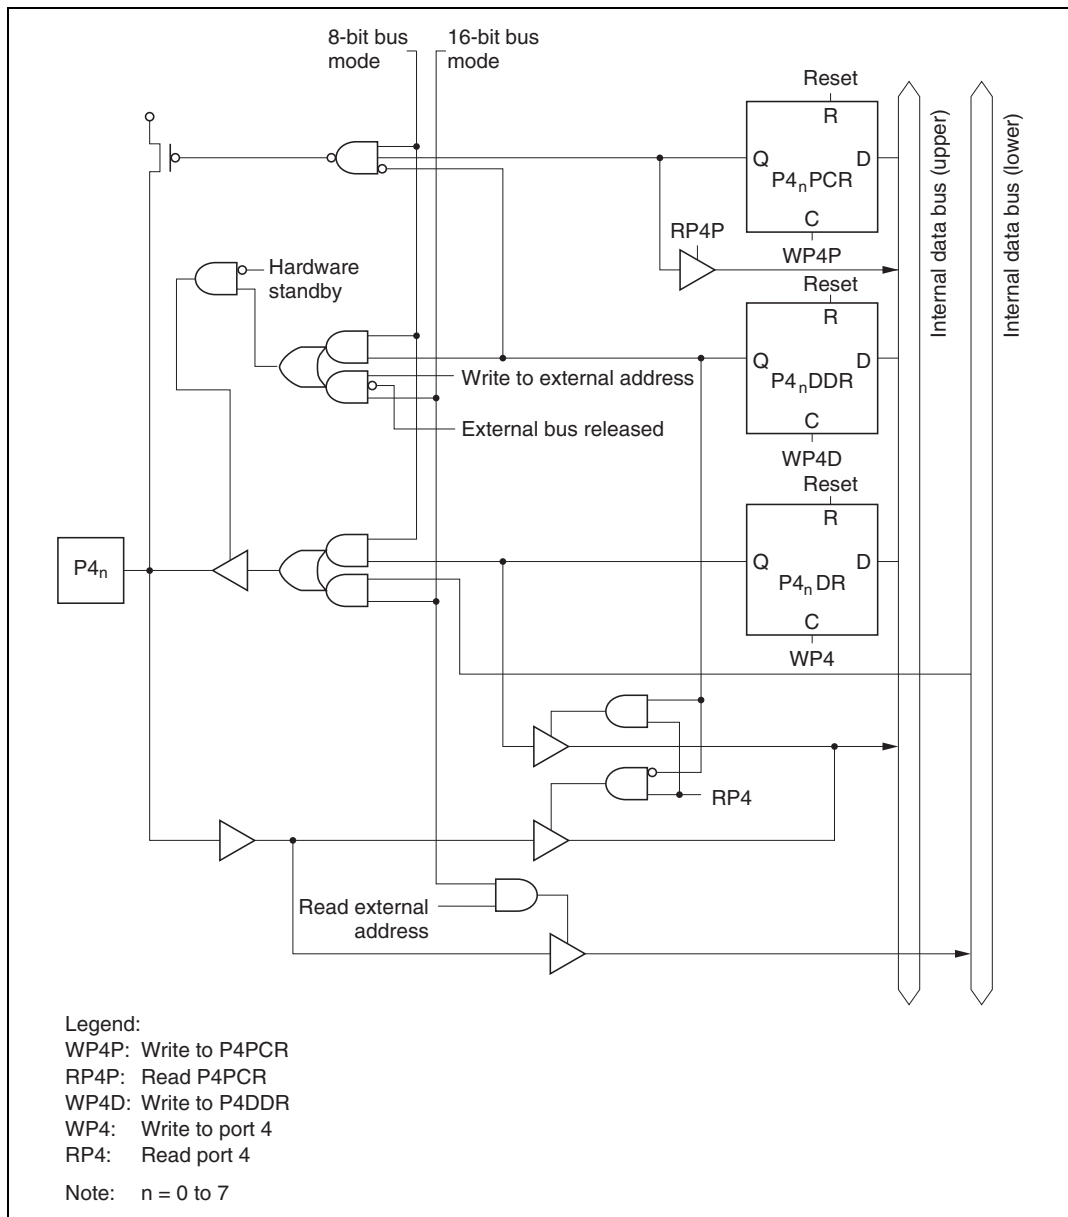 8-bit bus
mode
16-bit bus
mode
Reset
R
Q
D
P4nPCR
C
WP4P
RP4P
Internal data bus (upper)
Internal data bus (lower)
Hardware
standby
Reset
R
Q
D
P4nDDR
C
WP4D
Write to external address
External bus released
Reset
R
Q
D
P4nDR
C
WP4
P4n
RP4
Read external
address
Legend:
WP4P: Write to P4PCR
RP4P: Read P4PCR
WP4D: Write to P4DDR
WP4: Write to port 4
RP4: Read port 4
Note: n = 0 to 7